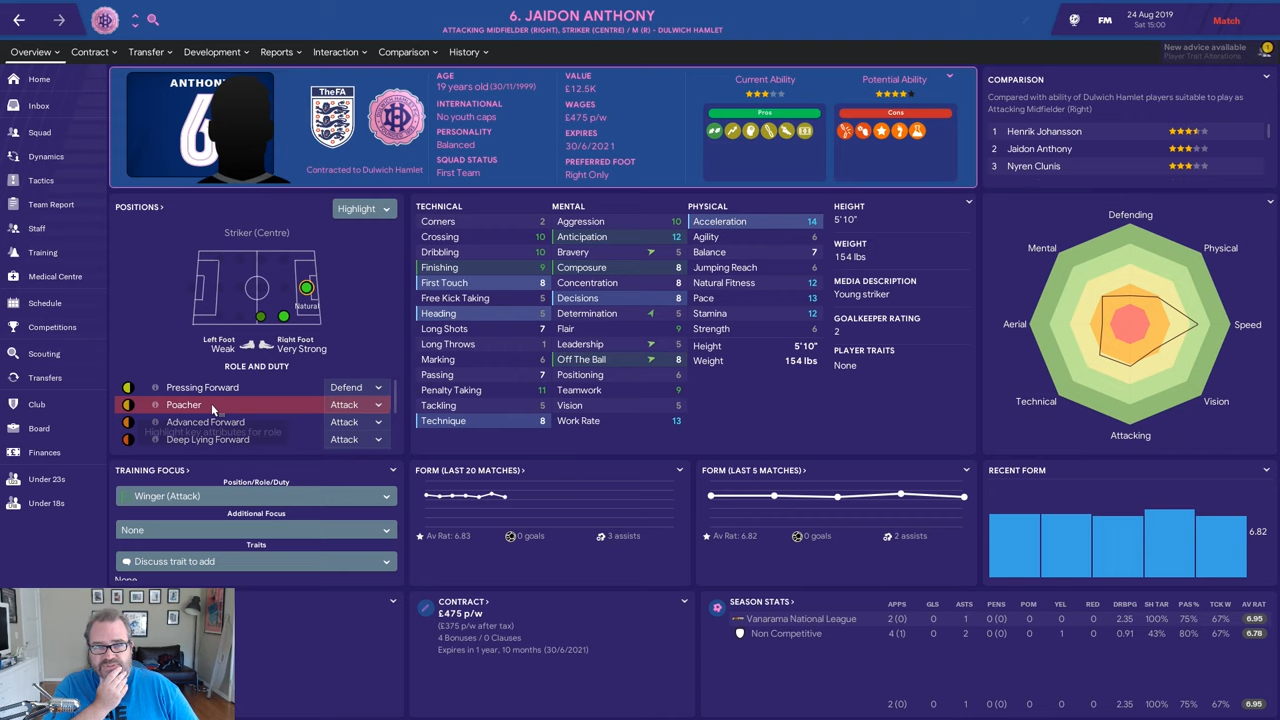 6. JAIDON ANTHONY
ATTACKING MIDFIELDER (RIGHT), STRIKER (CENTRE) / M (R) - DULWICH HAMLET
FM
24 Aug 2019
Sat 15:00
Match
Overview
Contract
Transfer
Development
Reports
Interaction
Comparison
History
New advice available
Player Trait Alterations
1
Home
Inbox
Squad
Dynamics
Tactics
Team Report
Staff
Training
Medical Centre
Schedule
Competitions
Scouting
Transfers
Club
Board
Finances
Under 23s
Under 18s
ANTHONY
6
TheFA
Contracted to Dulwich Hamlet
AGE
19 years old (30/11/1999)
INTERNATIONAL
No youth caps
PERSONALITY
Balanced
SQUAD STATUS
First Team
VALUE
£12.5K
WAGES
£475 p/w
EXPIRES
30/6/2021
PREFERRED FOOT
Right Only
Current Ability
Pros
Potential Ability
Cons
COMPARISON
Compared with ability of Dulwich Hamlet players suitable to play as
Attacking Midfielder (Right)
1 Henrik Johansson
2 Jaidon Anthony
3 Nyren Clunis
POSITIONS
Highlight
Striker (Centre)
Natural
Left Foot
Weak
Right Foot
Very Strong
ROLE AND DUTY
Pressing Forward Defend
Poacher Attack
Advanced Forward Attack
Highlight key attributes for role
Deep Lying Forward Attack
TECHNICAL
Corners 2
Crossing 10
Dribbling 10
Finishing 9
First Touch 8
Free Kick Taking 5
Heading 5
Long Shots 7
Long Throws 1
Marking 6
Passing 7
Penalty Taking 11
Tackling 5
Technique 8
MENTAL
Aggression 10
Anticipation 12
Bravery 5
Composure 8
Concentration 8
Decisions 8
Determination 5
Flair 9
Leadership 5
Off The Ball 8
Positioning 6
Teamwork 9
Vision 5
Work Rate 13
PHYSICAL
Acceleration 14
Agility 6
Balance 7
Jumping Reach 6
Natural Fitness 12
Pace 13
Stamina 12
Strength 6
Height 5'10"
Weight 154 lbs
HEIGHT
5'10"
WEIGHT
154 lbs
MEDIA DESCRIPTION
Young striker
GOALKEEPER RATING
2
PLAYER TRAITS
None
Defending
Physical
Speed
Vision
Attacking
Technical
Aerial
Mental
TRAINING FOCUS
Position/Role/Duty
Winger (Attack)
Additional Focus
None
Traits
Discuss trait to add
None
FORM (LAST 20 MATCHES)
Av Rat: 6.83
0 goals
3 assists
FORM (LAST 5 MATCHES)
Av Rat: 6.82
0 goals
2 assists
RECENT FORM
6.82
CONTRACT
£475 p/w
(£375 p/w after tax)
4 Bonuses / 0 Clauses
Expires in 1 year, 10 months (30/6/2021)
SEASON STATS APPS GLS ASTS PENS POM YEL RED DRBPG SH TAR PAS % TCK W AV RAT
Vanarama National League 2 (0) 0 1 0 (0) 0 0 0 2.35 100% 75% 67% 6.95
Non Competitive 4 (1) 0 2 0 (0) 0 1 0 0.91 43% 80% 67% 6.78
2 (0) 0 1 0 (0) 0 0 0 2.35 100% 75% 67% 6.95